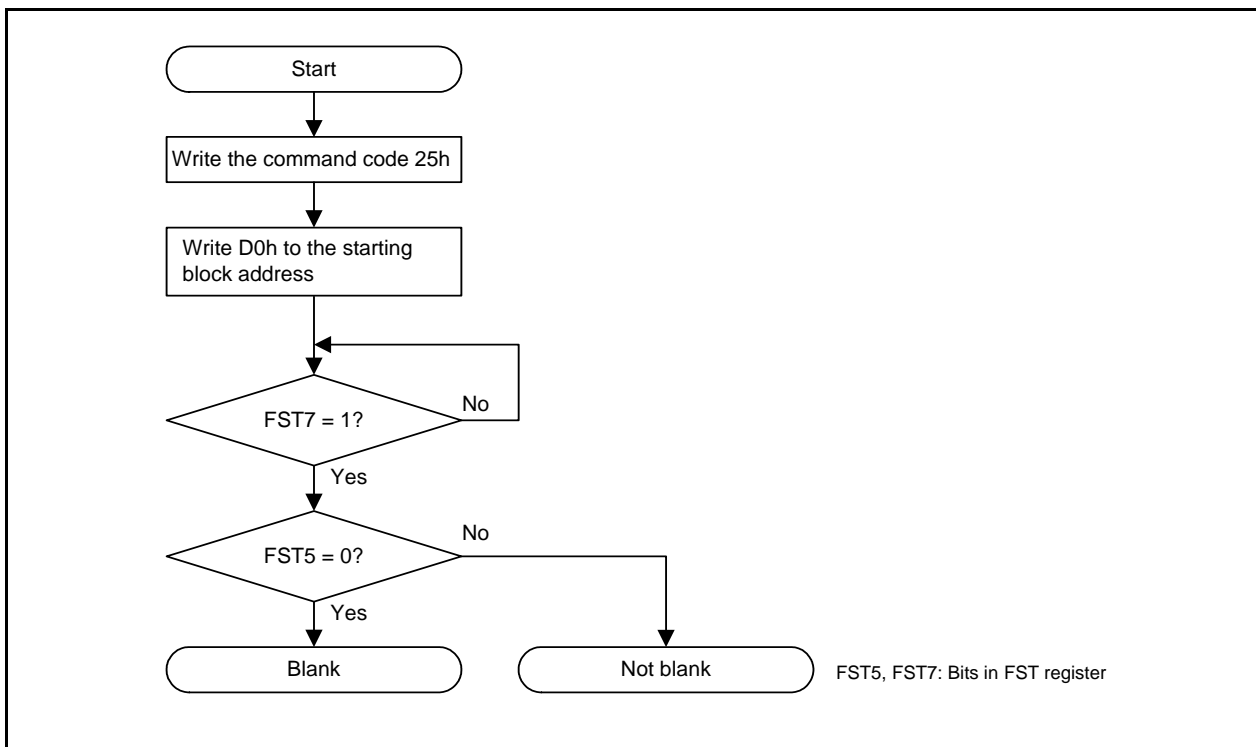 Start
Write the command code 25h
Write D0h to the starting
block address
FST7 = 1?
No
Yes
FST5 = 0?
No
Yes
Blank
Not blank
FST5, FST7: Bits in FST register